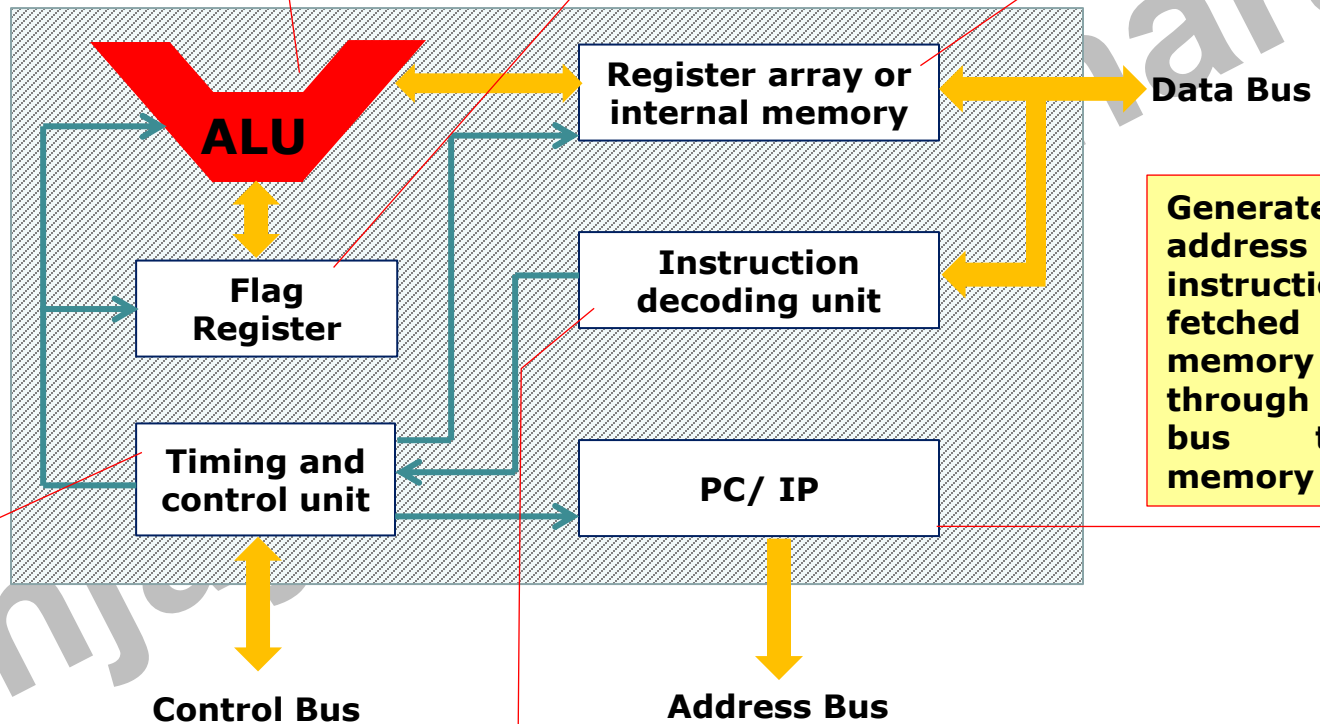 Register array or
internal memory
Data Bus
ALU
Generate
address
instructio
fetched
memory
through
bus t
memory
Instruction
decoding unit
Flag
Register
Timing and
control unit
PC/ IP
Control Bus
Address Bus